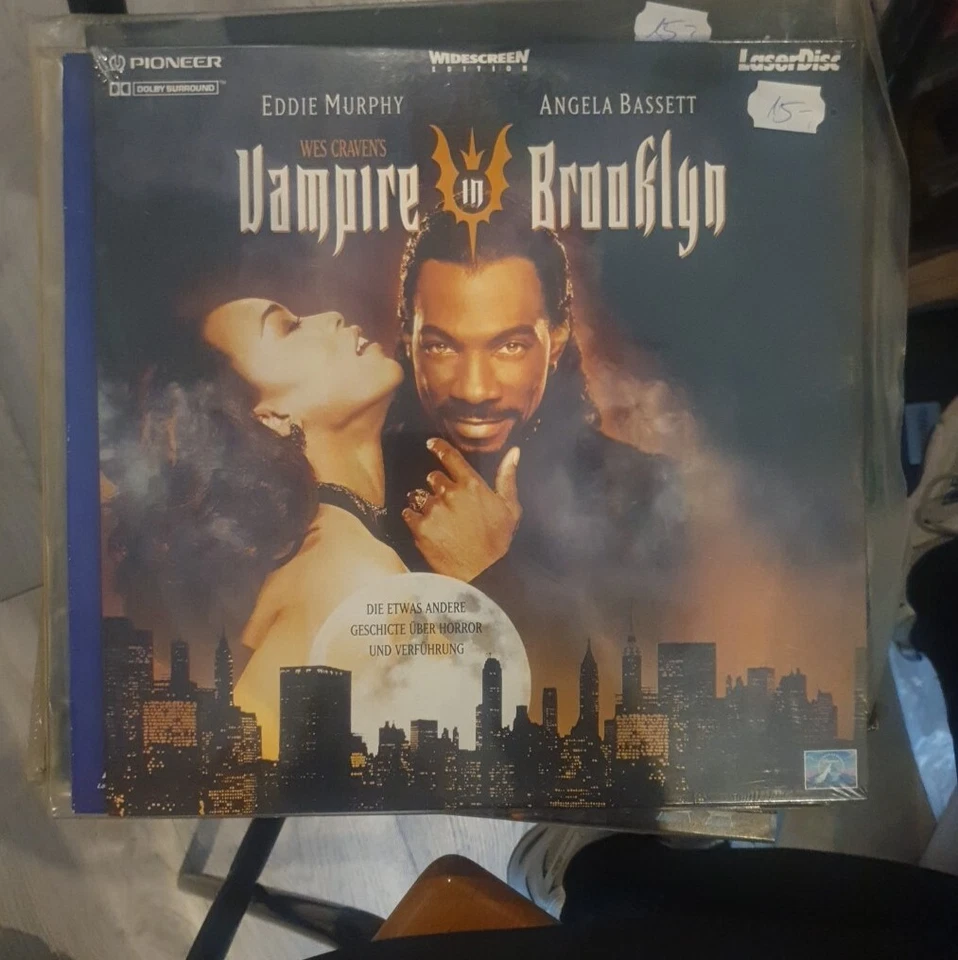 15.-
PIONEER
WIDESCREEN
EDITION
LaserDisc
DOLBY SURROUND
15.-
EDDIE MURPHY
ANGELA BASSETT
WES CRAVEN'S
Vampire in Brooklyn
DIE ETWAS ANDERE
GESCHICTE ÜBER HORROR
UND VERFÜHRUNG